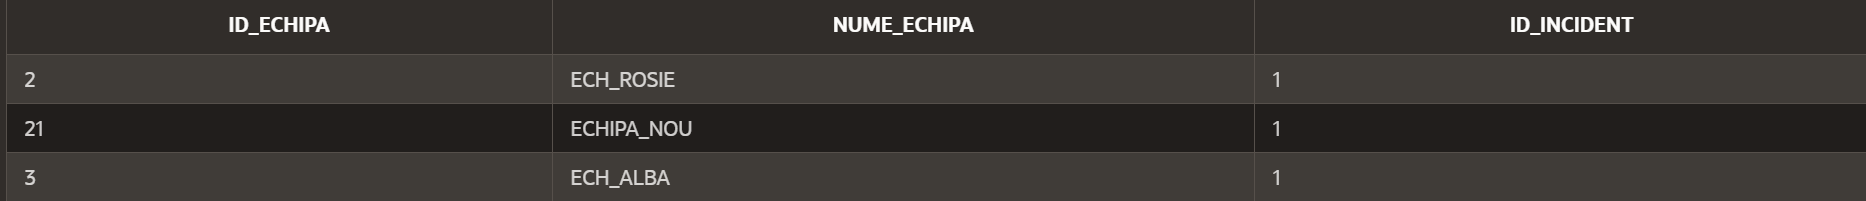 ID_ECHIPA NUME_ECHIPA ID_INCIDENT
2 ECH_ROSIE 1
21 ECHIPA_NOU 1
3 ECH_ALBA 1